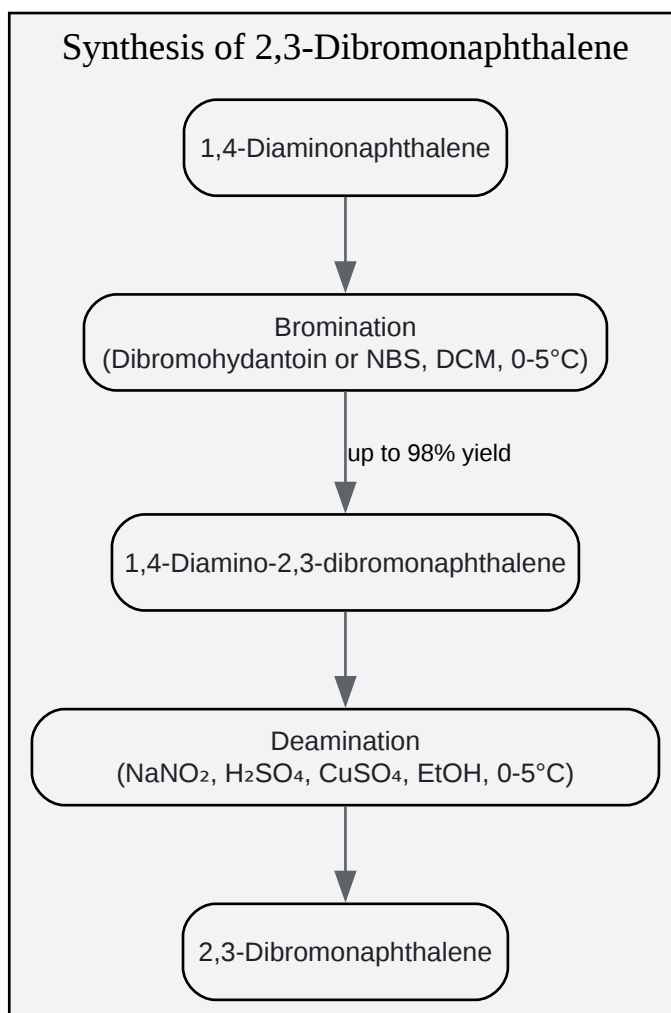 Synthesis of 2,3-Dibromonaphthalene
1,4-Diaminonaphthalene
Bromination
(Dibromohydantoin or NBS, DCM, 0-5°C)
up to 98% yield
1,4-Diamino-2,3-dibromonaphthalene
Deamination
(NaNO₂, H₂SO₄, CuSO₄, EtOH, 0-5°C)
2,3-Dibromonaphthalene